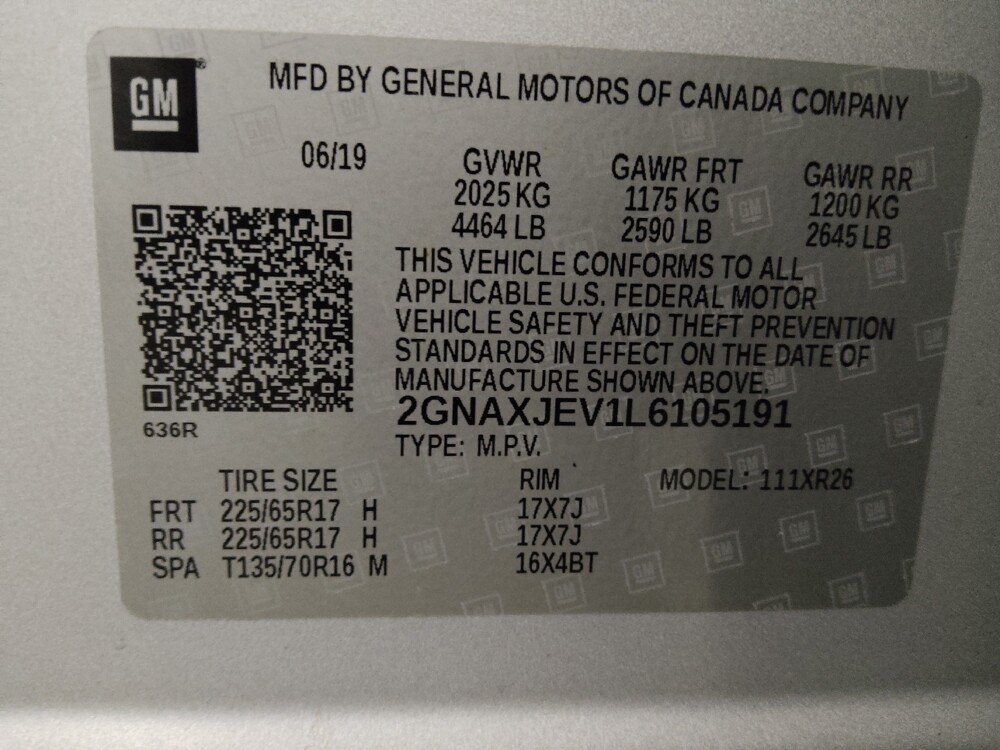 GM
MFD BY GENERAL MOTORS OF CANADA COMPANY
06/19
GVWR GAWR FRT GAWR RR
2025 KG 1175 KG 1200 KG
4464 LB 2590 LB 2645 LB
THIS VEHICLE CONFORMS TO ALL
APPLICABLE U.S. FEDERAL MOTOR
VEHICLE SAFETY AND THEFT PREVENTION
STANDARDS IN EFFECT ON THE DATE OF
MANUFACTURE SHOWN ABOVE.
2GNAXJEV1L6105191
636R
TYPE: M.P.V.
TIRE SIZE RIM MODEL: 111XR26
FRT 225/65R17 H 17X7J
RR 225/65R17 H 17X7J
SPA T135/70R16 M 16X4BT